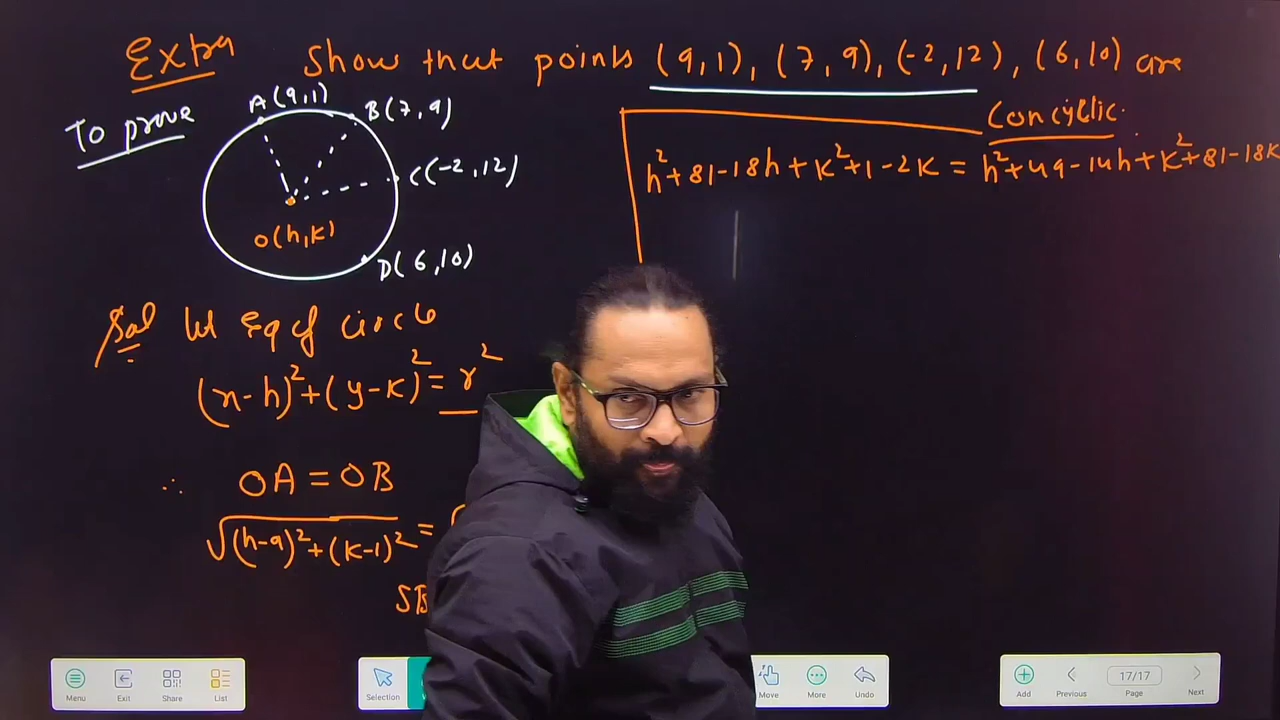 Extra Show that points (9,1), (7,9), (-2,12), (6,10) are
Concyclic.
To prove
A(9,1)
B(7,9)
C(-2,12)
O(h,k)
D(6,10)
h²+81-18h+k²+1-2k = h²+49-14h+k²+81-18k
Sol let Eq of circle
(x-h)²+(y-k)²=r²
∴ OA = OB
√(h-9)²+(k-1)² =
SBS
Menu
Exit
Share
List
Selection
Move
More
Undo
Add
Previous
17/17
Page
Next